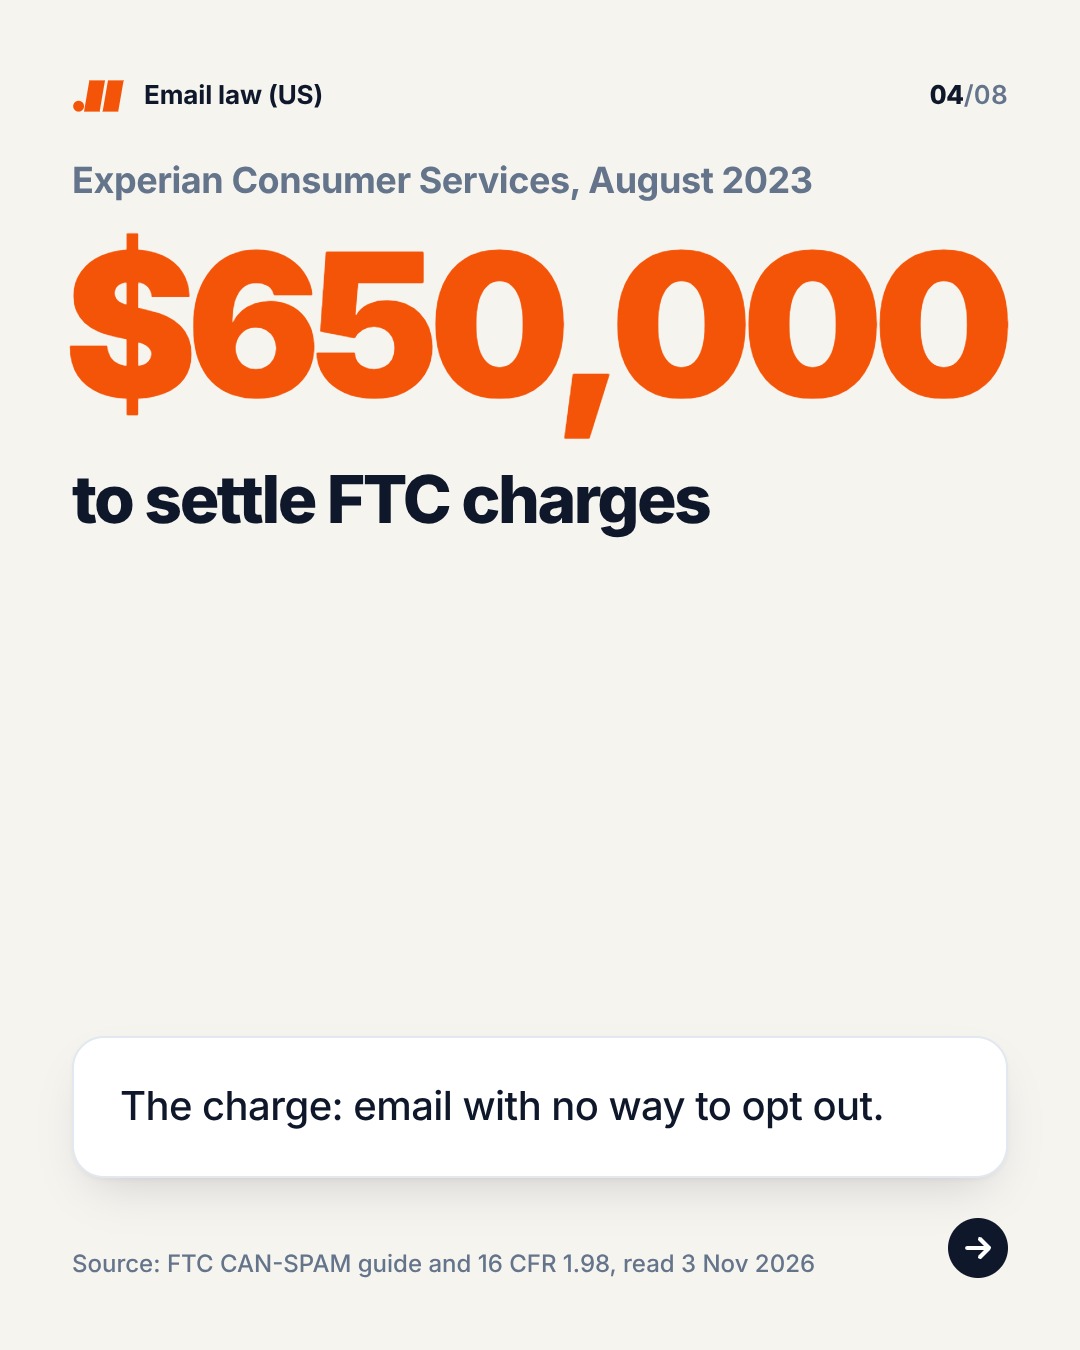 Email law (US)
04/08
Experian Consumer Services, August 2023
$650,000
to settle FTC charges
The charge: email with no way to opt out.
Source: FTC CAN-SPAM guide and 16 CFR 1.98, read 3 Nov 2026